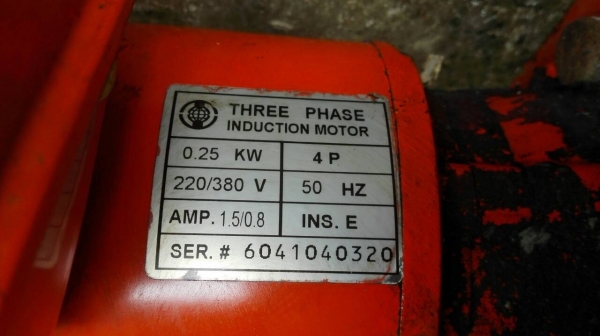 THREE PHASE
INDUCTION MOTOR
0.25 KW 4 P
220/380 V 50 HZ
AMP. 1.5/0.8 INS. E
SER. # 6041040320